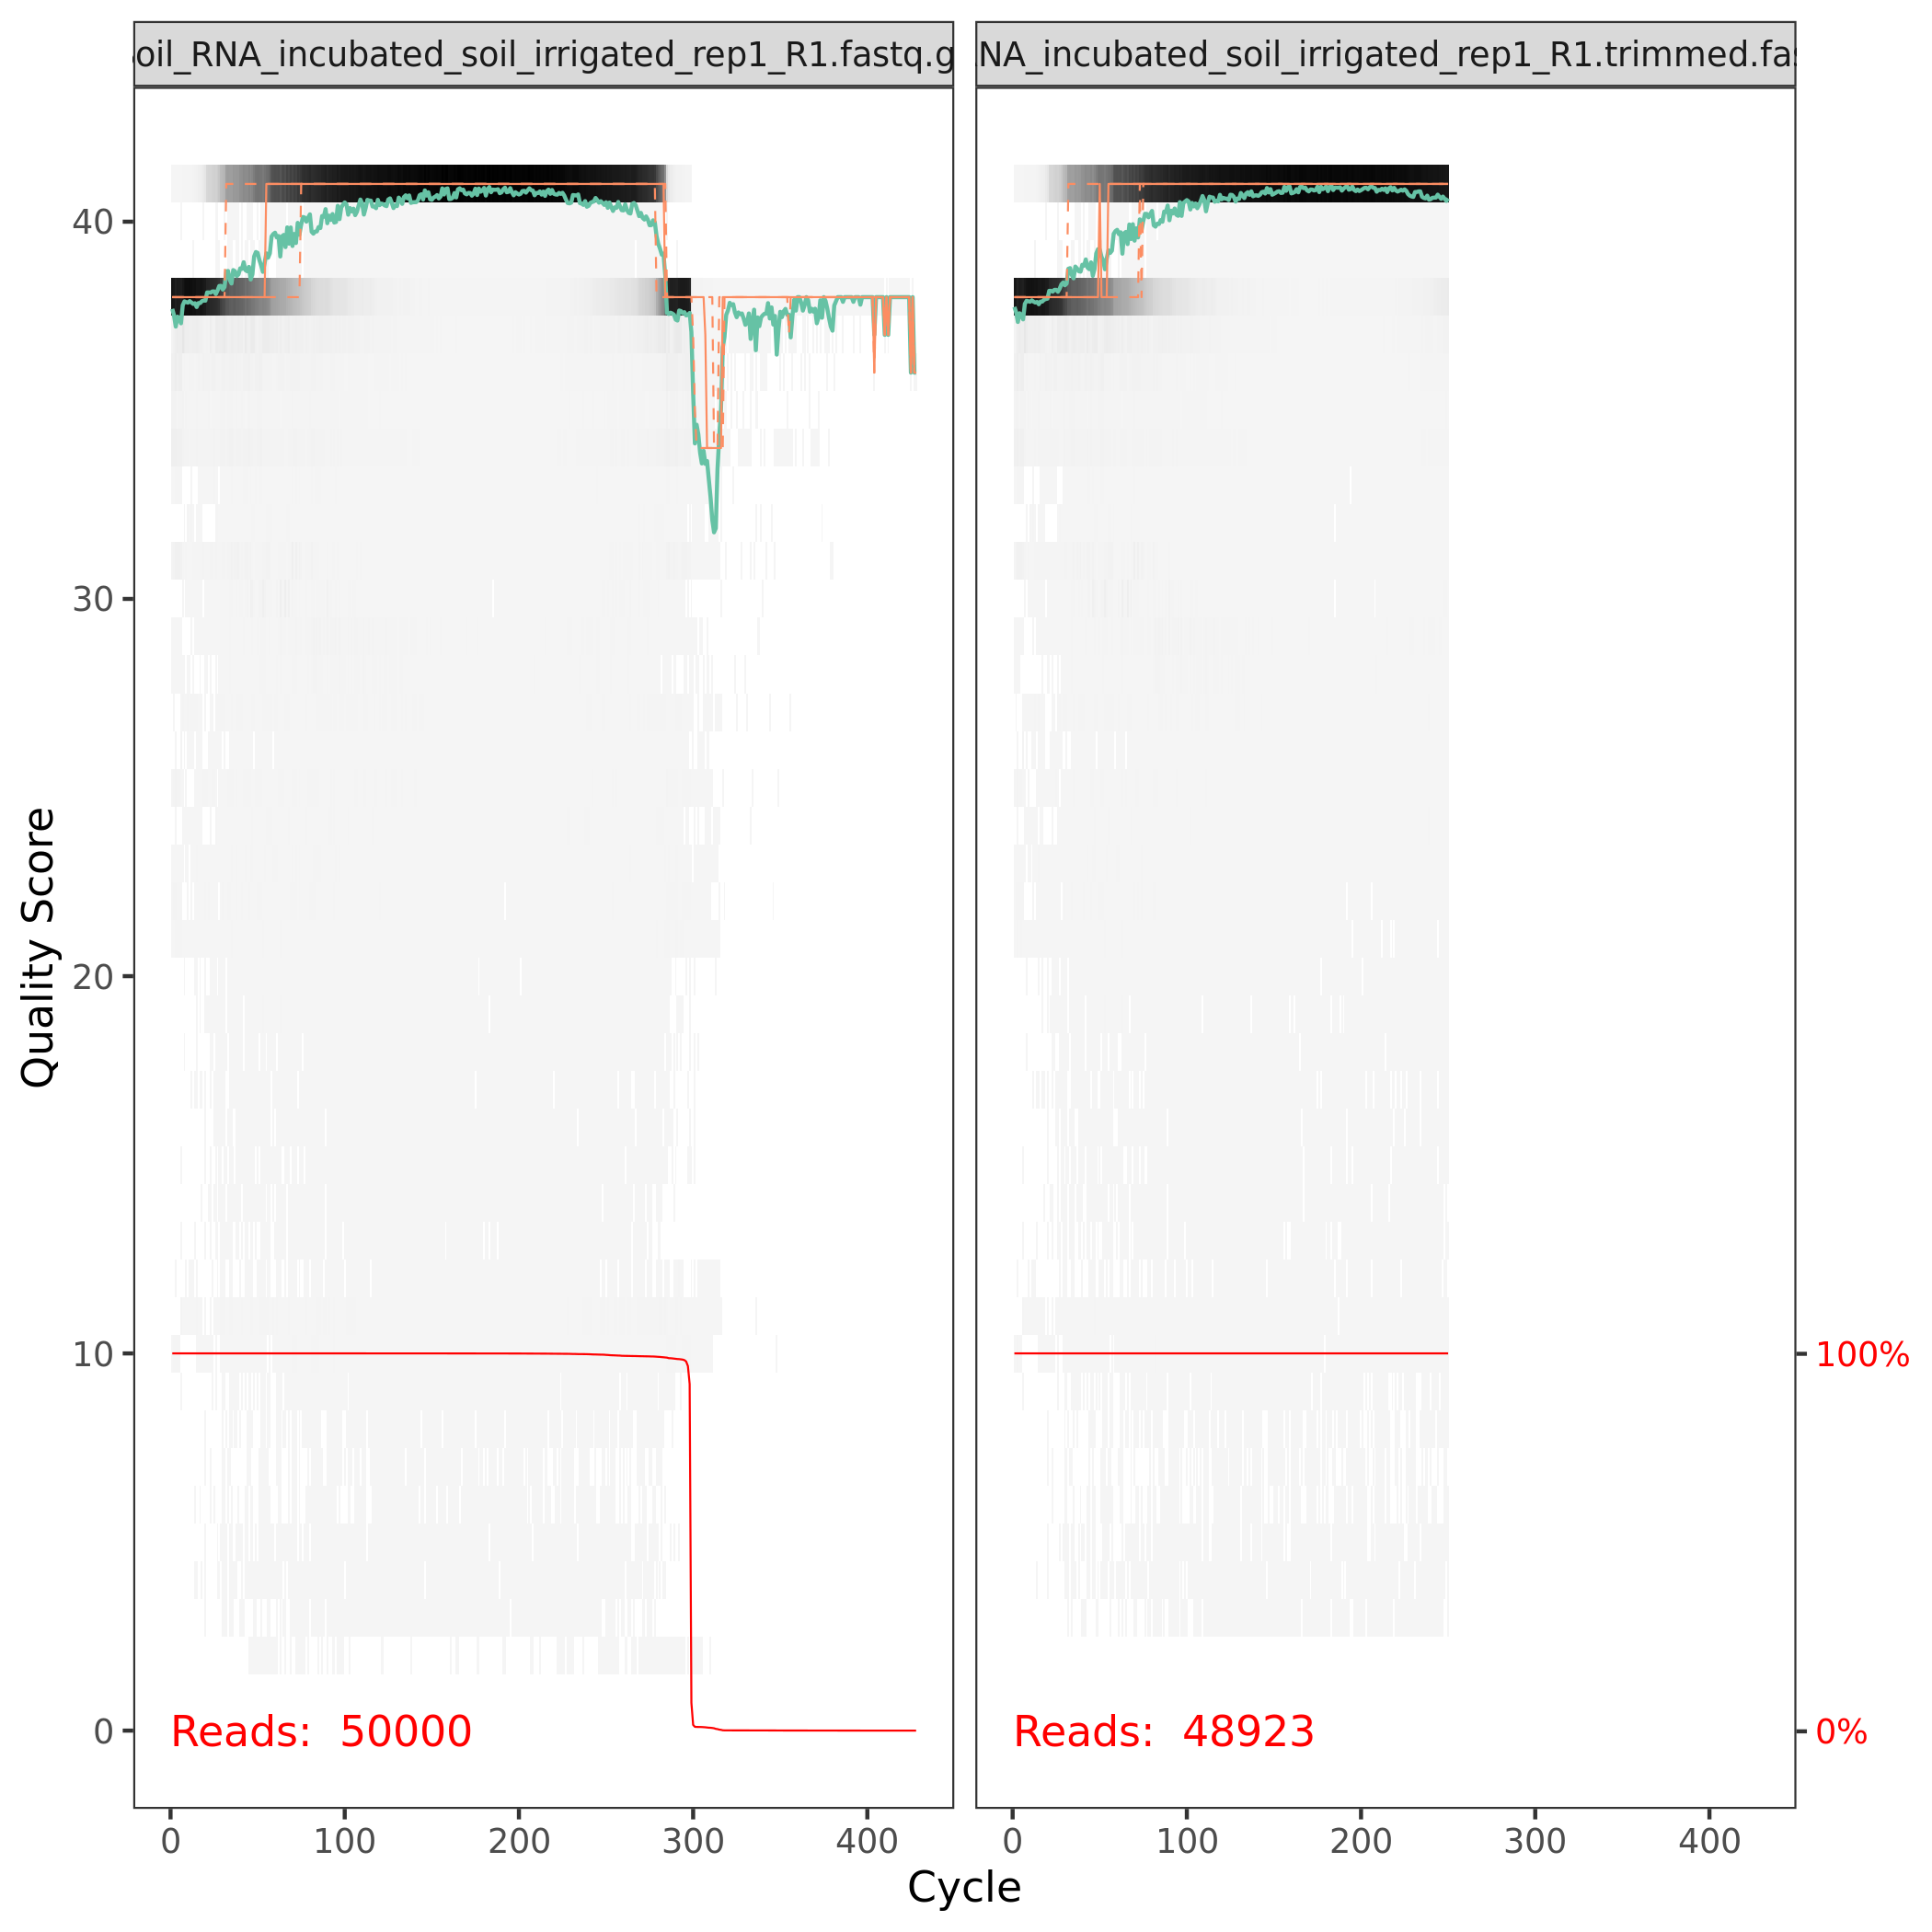 oil_RNA_incubated_soil_irrigated_rep1_R1.fastq.g
NA_incubated_soil_irrigated_rep1_R1.trimmed.fas
Quality Score
40
30
20
10
0
Reads: 50000
Reads: 48923
100%
0%
0 100 200 300 400
0 100 200 300 400
Cycle